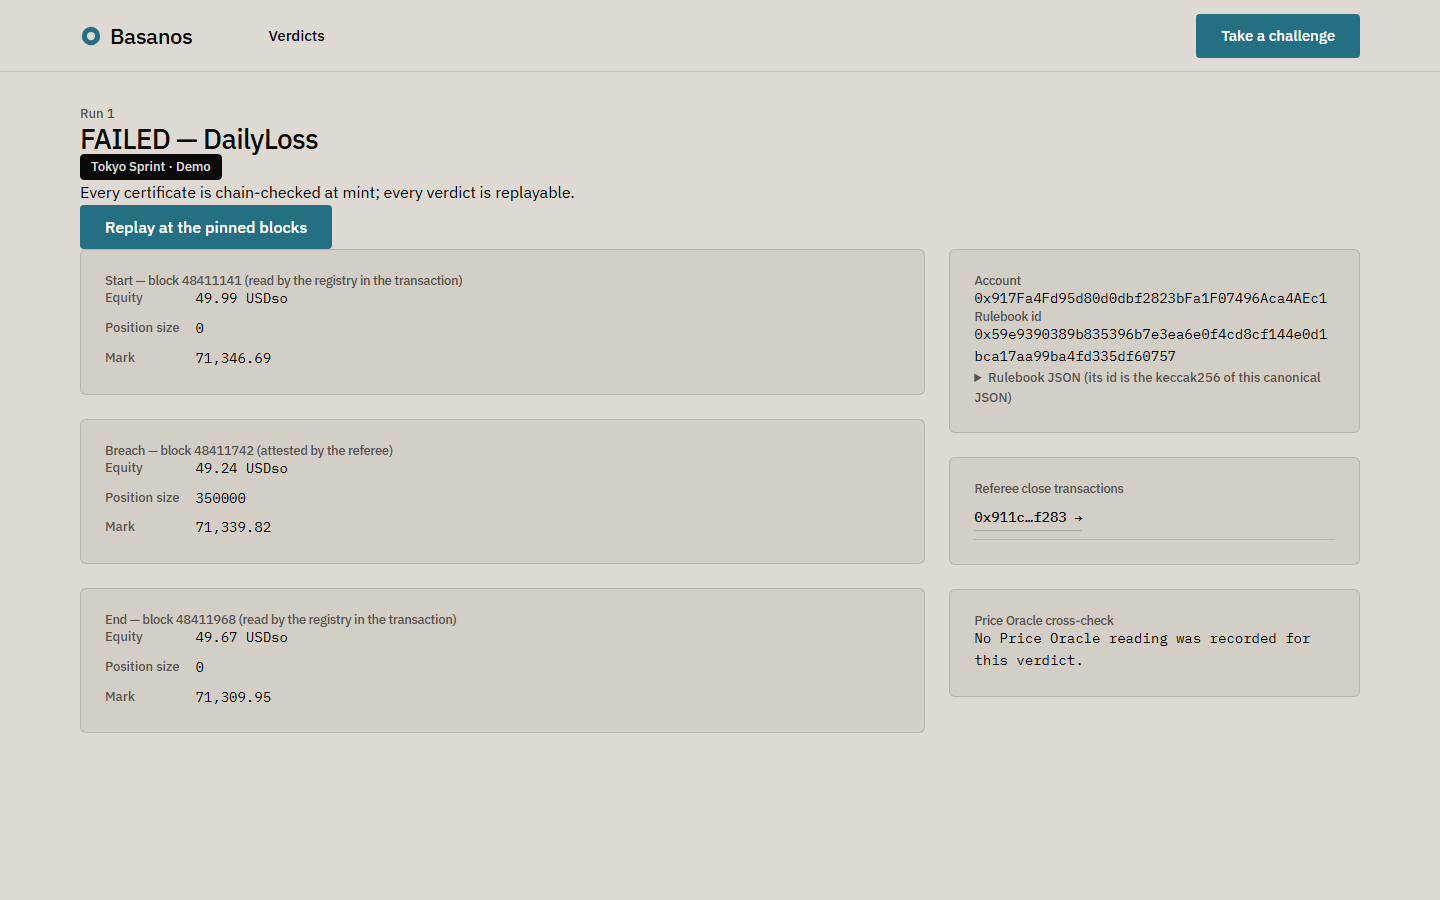 Basanos
Verdicts
Take a challenge
Run 1
FAILED — DailyLoss
Tokyo Sprint · Demo
Every certificate is chain-checked at mint; every verdict is replayable.
Replay at the pinned blocks
Start — block 48411141 (read by the registry in the transaction)
Equity 49.99 USDso
Position size 0
Mark 71,346.69
Breach — block 48411742 (attested by the referee)
Equity 49.24 USDso
Position size 350000
Mark 71,339.82
End — block 48411968 (read by the registry in the transaction)
Equity 49.67 USDso
Position size 0
Mark 71,309.95
Account
0x917Fa4Fd95d80d0dbf2823bFa1F07496Aca4AEc1
Rulebook id
0x59e9390389b835396b7e3ea6e0f4cd8cf144e0d1
bca17aa99ba4fd335df60757
▶ Rulebook JSON (its id is the keccak256 of this canonical
JSON)
Referee close transactions
0x911c…f283 →
Price Oracle cross-check
No Price Oracle reading was recorded for
this verdict.